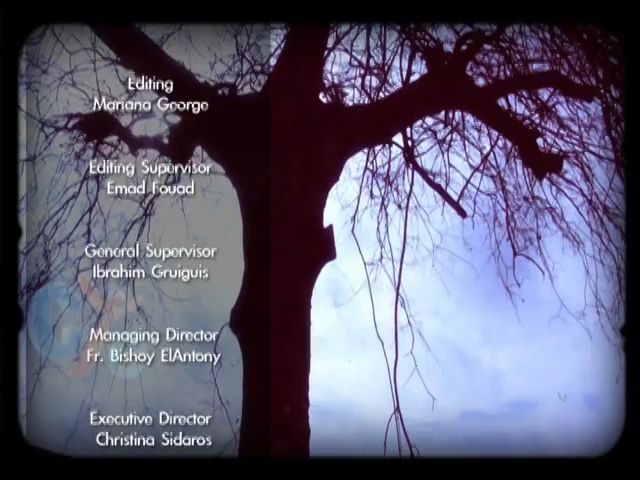 Editing
Mariana George
Editing Supervisor
Emad Fouad
General Supervisor
Ibrahim Gruiguis
Managing Director
Fr. Bishoy ElAntony
Executive Director
Christina Sidaros